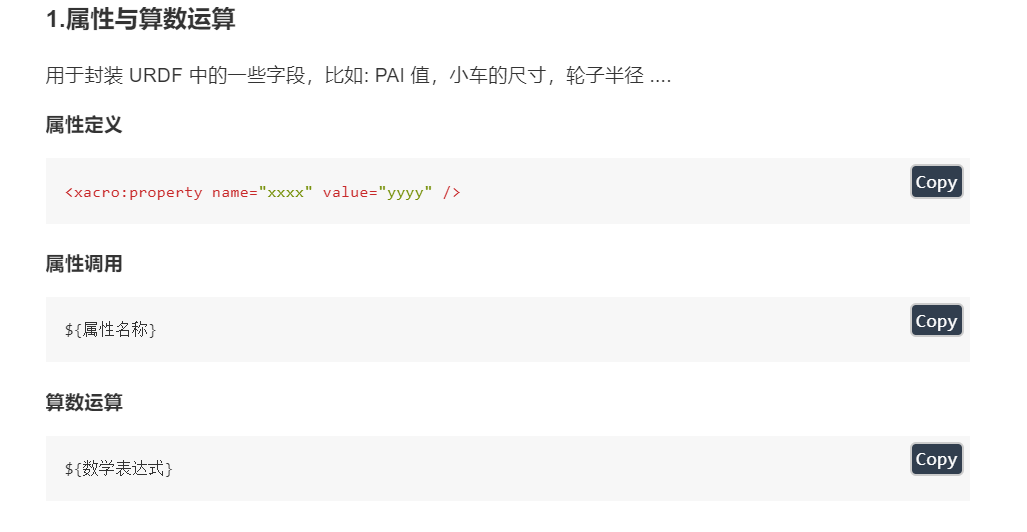 1.属性与算数运算
用于封装 URDF 中的一些字段，比如: PAI 值，小车的尺寸，轮子半径 ....
属性定义
<xacro:property name="xxxx" value="yyyy" />
Copy
属性调用
${属性名称}
Copy
算数运算
${数学表达式}
Copy